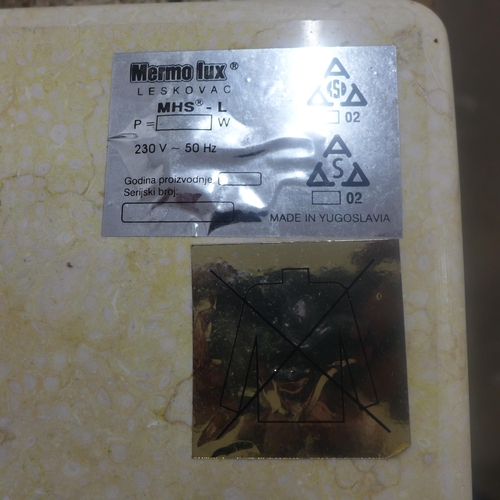 Mermo lux®
LESKOVAC
MHS® - L
P = W
230 V ~ 50 Hz
Godina proizvodnje:
Serijski broj:
02
S
02
MADE IN YUGOSLAVIA